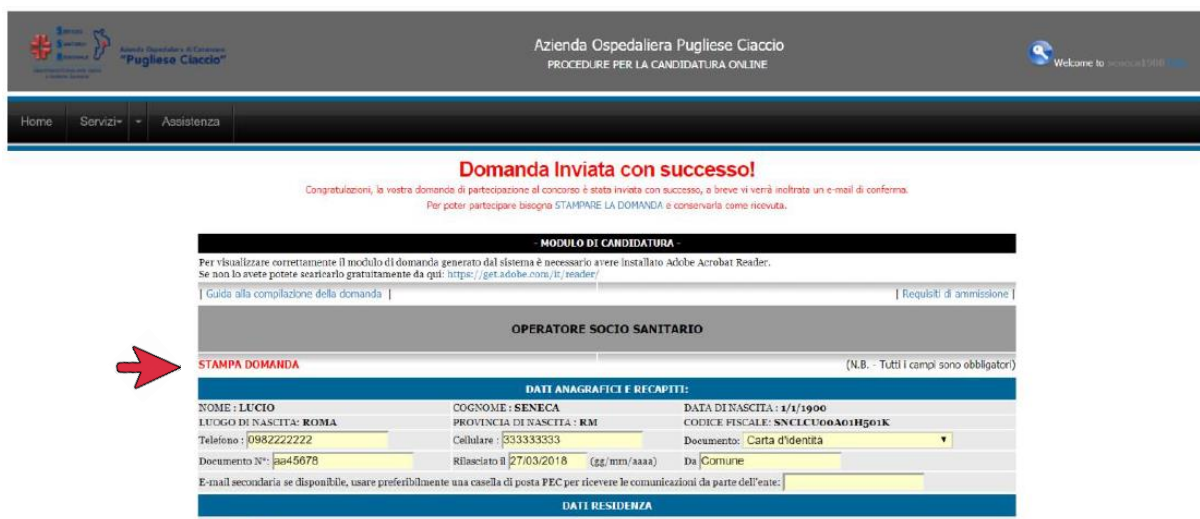 Azienda Ospedaliera di Catanzaro
"Pugliese Ciaccio"
Azienda Ospedaliera Pugliese Ciaccio
PROCEDURE PER LA CANDIDATURA ONLINE
Welcome to seneca1900
Home Servizi Assistenza
Domanda Inviata con successo!
Congratulazioni, la vostra domanda di partecipazione al concorso è stata inviata con successo, a breve vi verrà inoltrata un e-mail di conferma.
Per poter partecipare bisogna STAMPARE LA DOMANDA e conservarla come ricevuta.
- MODULO DI CANDIDATURA -
Per visualizzare correttamente il modulo di domanda generato dal sistema è necessario avere installato Adobe Acrobat Reader.
Se non lo avete potete scaricarlo gratuitamente da qui: https://get.adobe.com/it/reader/
| Guida alla compilazione della domanda | | Requisiti di ammissione |
OPERATORE SOCIO SANITARIO
STAMPA DOMANDA (N.B. - Tutti i campi sono obbligatori)
DATI ANAGRAFICI E RECAPITI:
NOME : LUCIO COGNOME : SENECA DATA DI NASCITA : 1/1/1900
LUOGO DI NASCITA: ROMA PROVINCIA DI NASCITA : RM CODICE FISCALE: SNCLCU00A01H501K
Telefono : 0982222222 Cellulare : 333333333 Documento: Carta d'identità
Documento N°: aa45678 Rilasciato il 27/03/2018 (gg/mm/aaaa) Da Comune
E-mail secondaria se disponibile, usare preferibilmente una casella di posta PEC per ricevere le comunicazioni da parte dell'ente:
DATI RESIDENZA